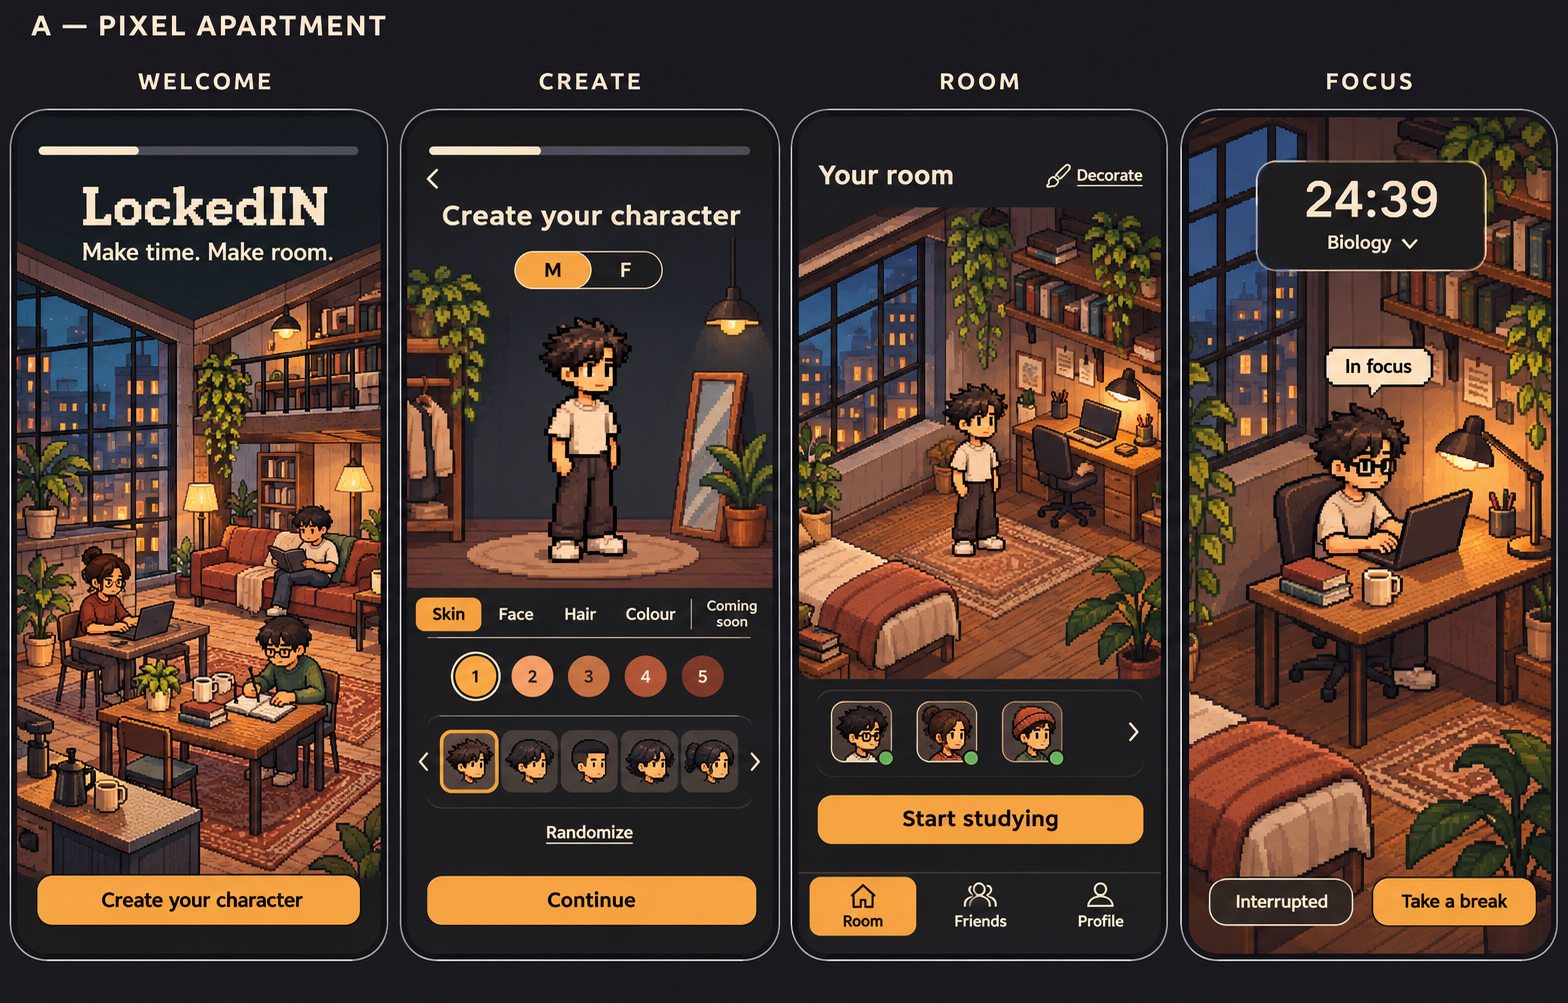 A — PIXEL APARTMENT
WELCOME
LockedIN
Make time. Make room.
Create your character
CREATE
Create your character
M F
Skin Face Hair Colour Coming soon
1 2 3 4 5
Randomize
Continue
ROOM
Your room
Decorate
Start studying
Room Friends Profile
FOCUS
24:39
Biology
In focus
Interrupted
Take a break